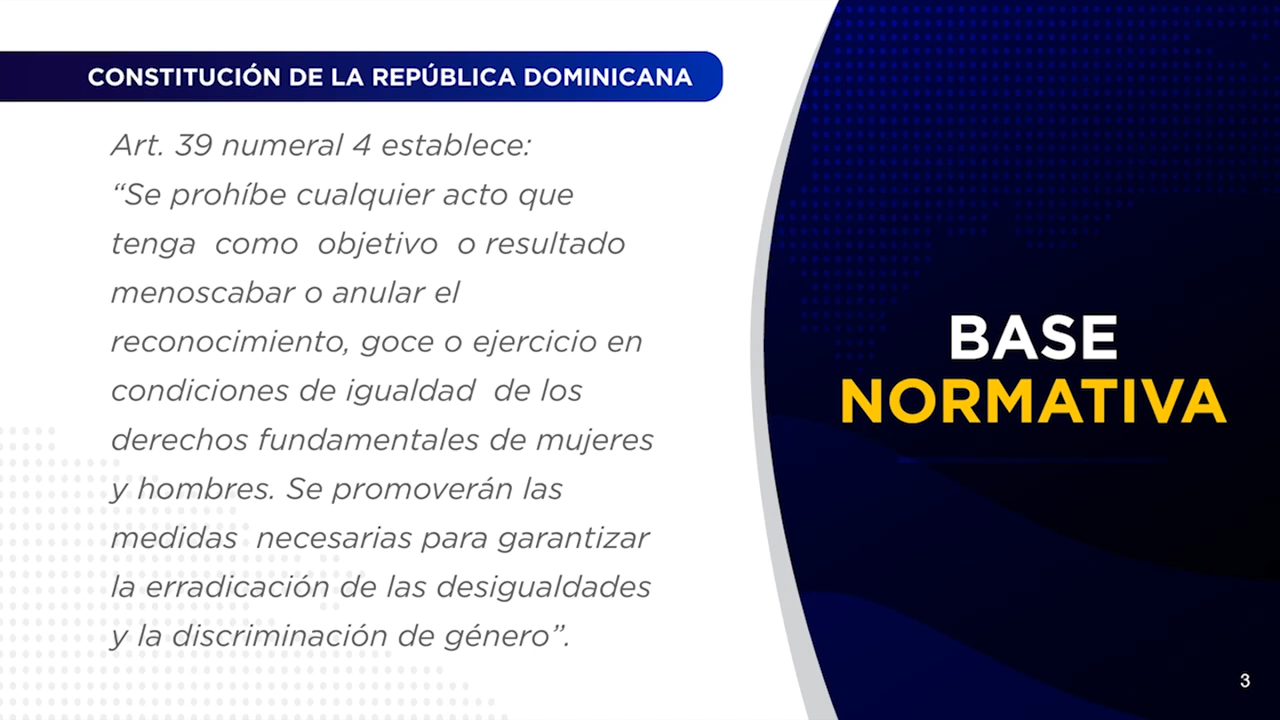 CONSTITUCIÓN DE LA REPÚBLICA DOMINICANA
Art. 39 numeral 4 establece:
“Se prohíbe cualquier acto que
tenga como objetivo o resultado
menoscabar o anular el
reconocimiento, goce o ejercicio en
condiciones de igualdad de los
derechos fundamentales de mujeres
y hombres. Se promoverán las
medidas necesarias para garantizar
la erradicación de las desigualdades
y la discriminación de género”.
BASE
NORMATIVA
3